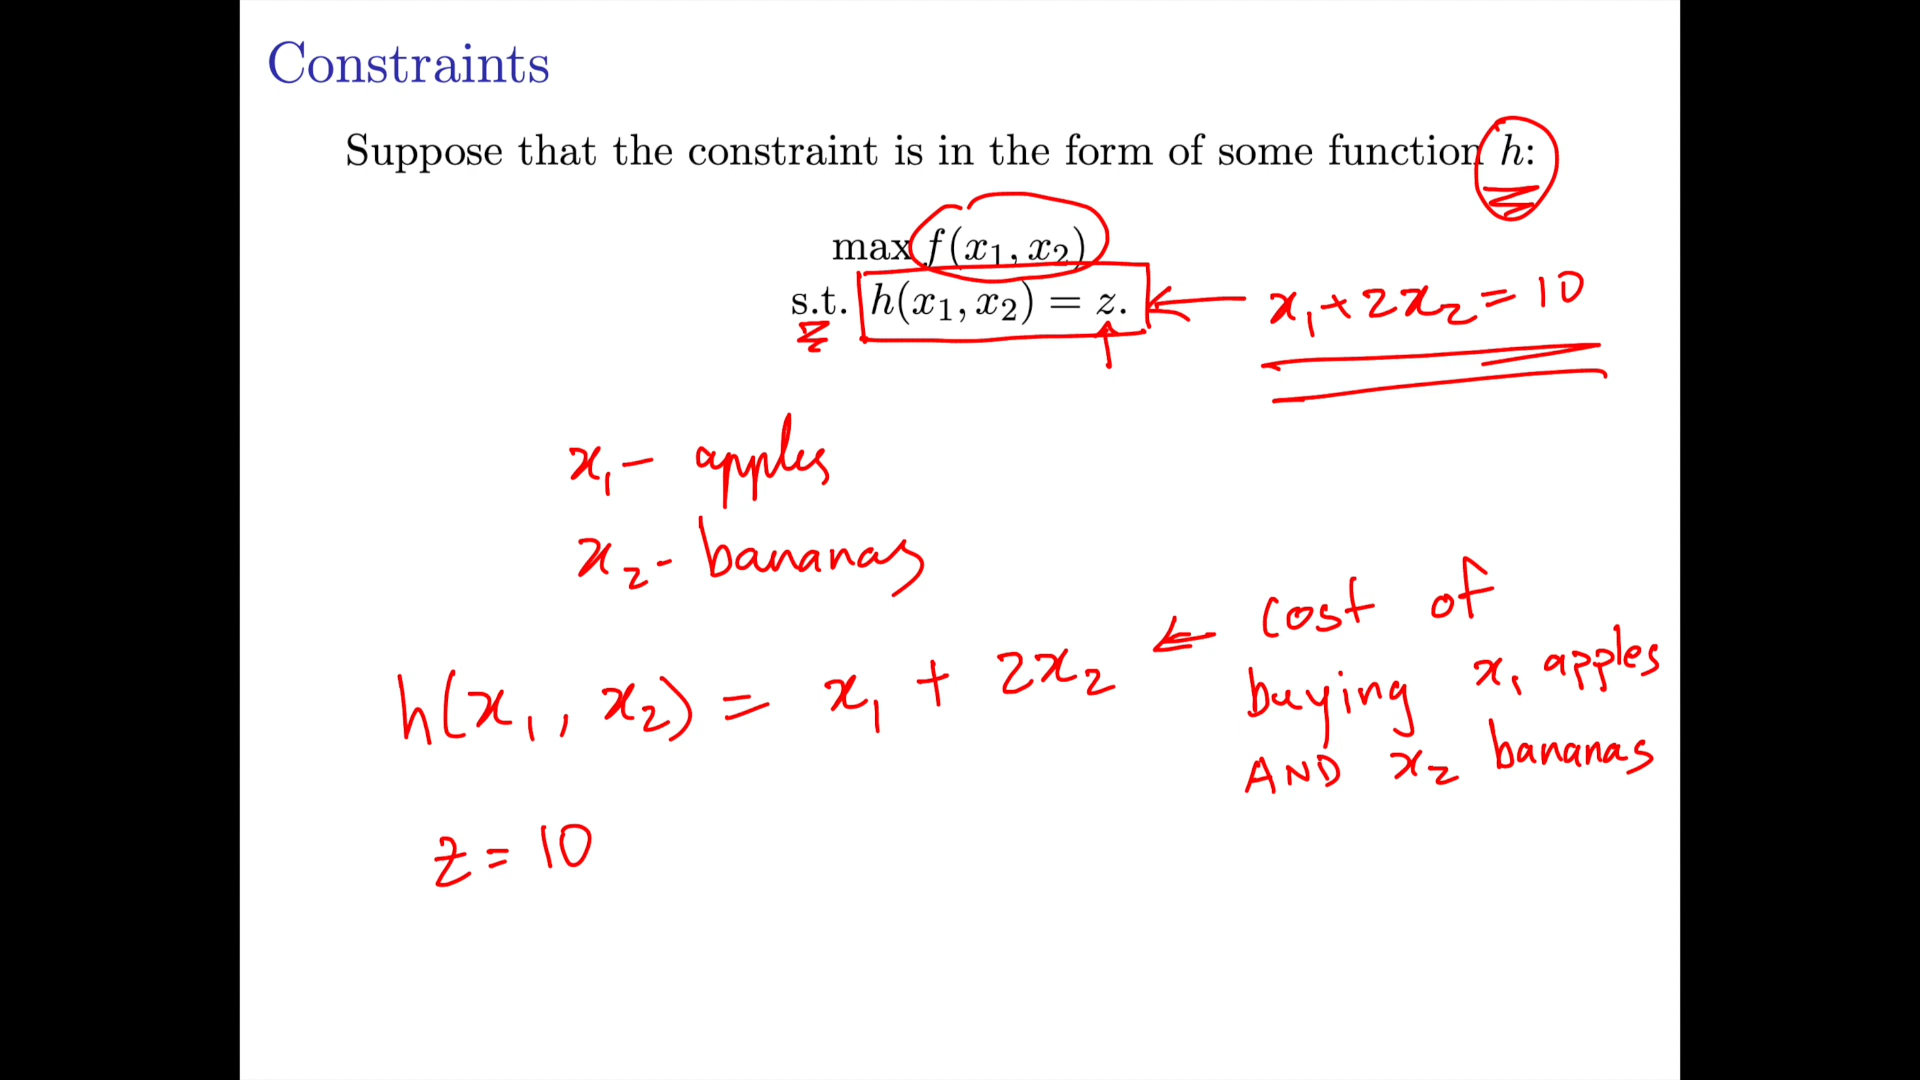 Constraints
Suppose that the constraint is in the form of some function h:
max f(x₁, x₂)
s.t. h(x₁, x₂) = z.
x₁ + 2x₂ = 10
x₁ – apples
x₂ - bananas
h(x₁, x₂) = x₁ + 2x₂ ← cost of
buying x₁ apples
AND x₂ bananas
z = 10